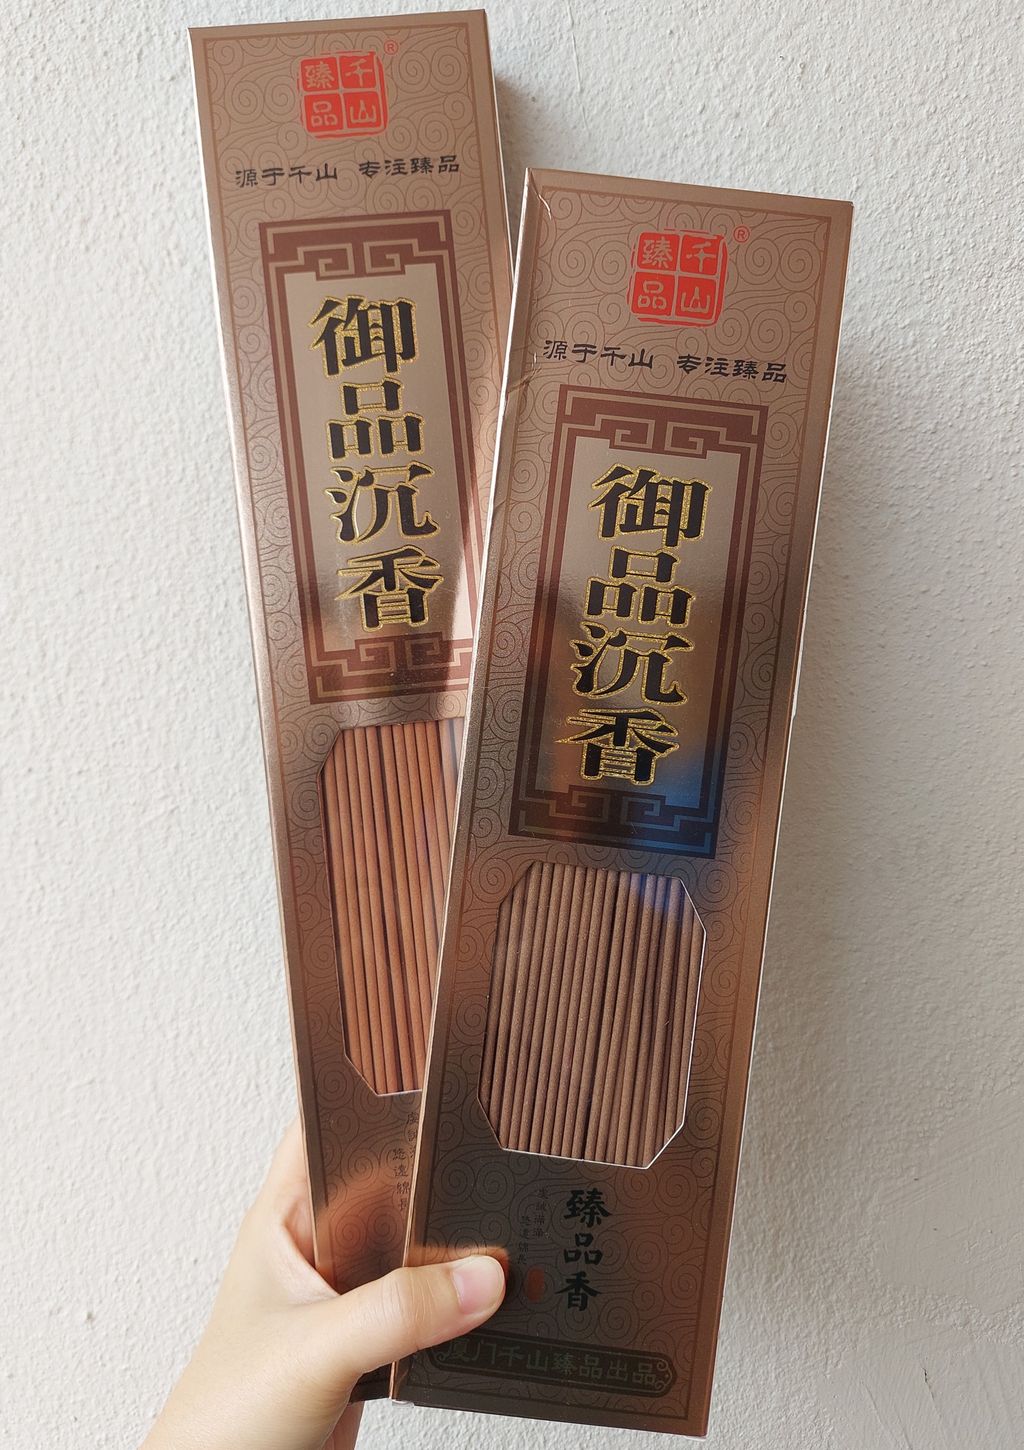 千山臻品®
源于千山 专注臻品
御品沉香
千山臻品®
源于千山 专注臻品
御品沉香
臻品香
厦门千山臻品出品